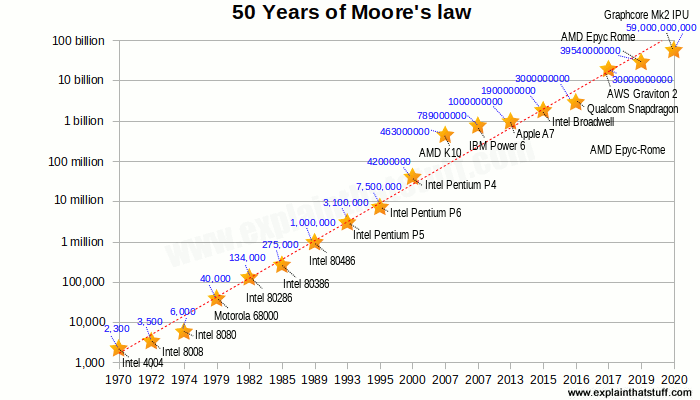 50 Years of Moore's law
Graphcore Mk2 IPU
59,000,000,000
AMD Epyc Rome
39540000000
100 billion
30000000000
AWS Graviton 2
10 billion
3000000000
Qualcom Snapdragon
1900000000
Intel Broadwell
1000000000
Apple A7
789000000
IBM Power 6
1 billion
463000000
AMD K10
AMD Epyc-Rome
100 million
42000000
Intel Pentium P4
7,500,000
Intel Pentium P6
10 million
3,100,000
Intel Pentium P5
1,000,000
Intel 80486
1 million
275,000
Intel 80386
134,000
Intel 80286
100,000
40,000
Motorola 68000
6,000
Intel 8080
10,000
3,500
Intel 8008
2,300
Intel 4004
1,000
1970 1972 1974 1979 1982 1985 1989 1993 1995 2000 2007 2007 2013 2015 2016 2017 2019 2020
www.explainthatstuff.com
www.explainthatstuff.com